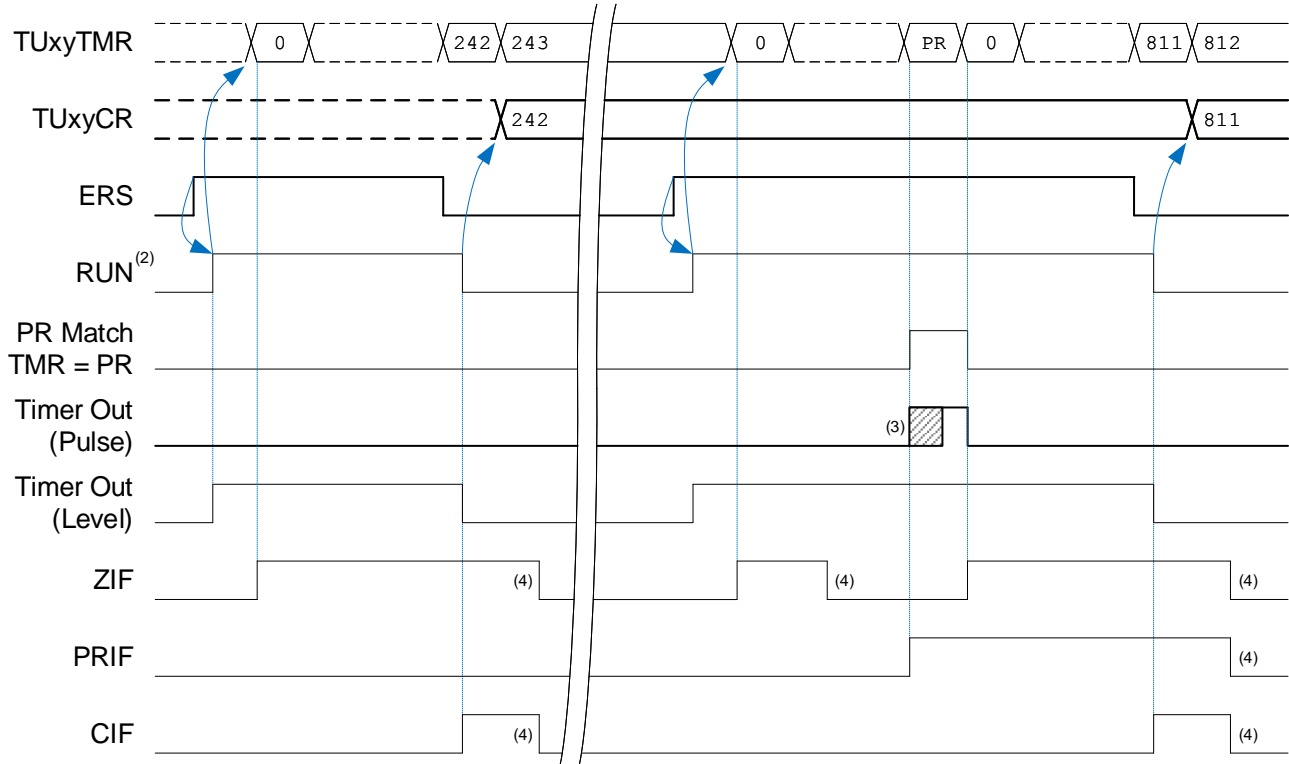 TUxyTMR 0 242 243 0 PR 0 811 812
TUxyCR 242 811
ERS
RUN(2)
PR Match
TMR = PR
Timer Out
(Pulse) (3)
Timer Out
(Level)
ZIF (4) (4) (4)
PRIF (4)
CIF (4) (4)